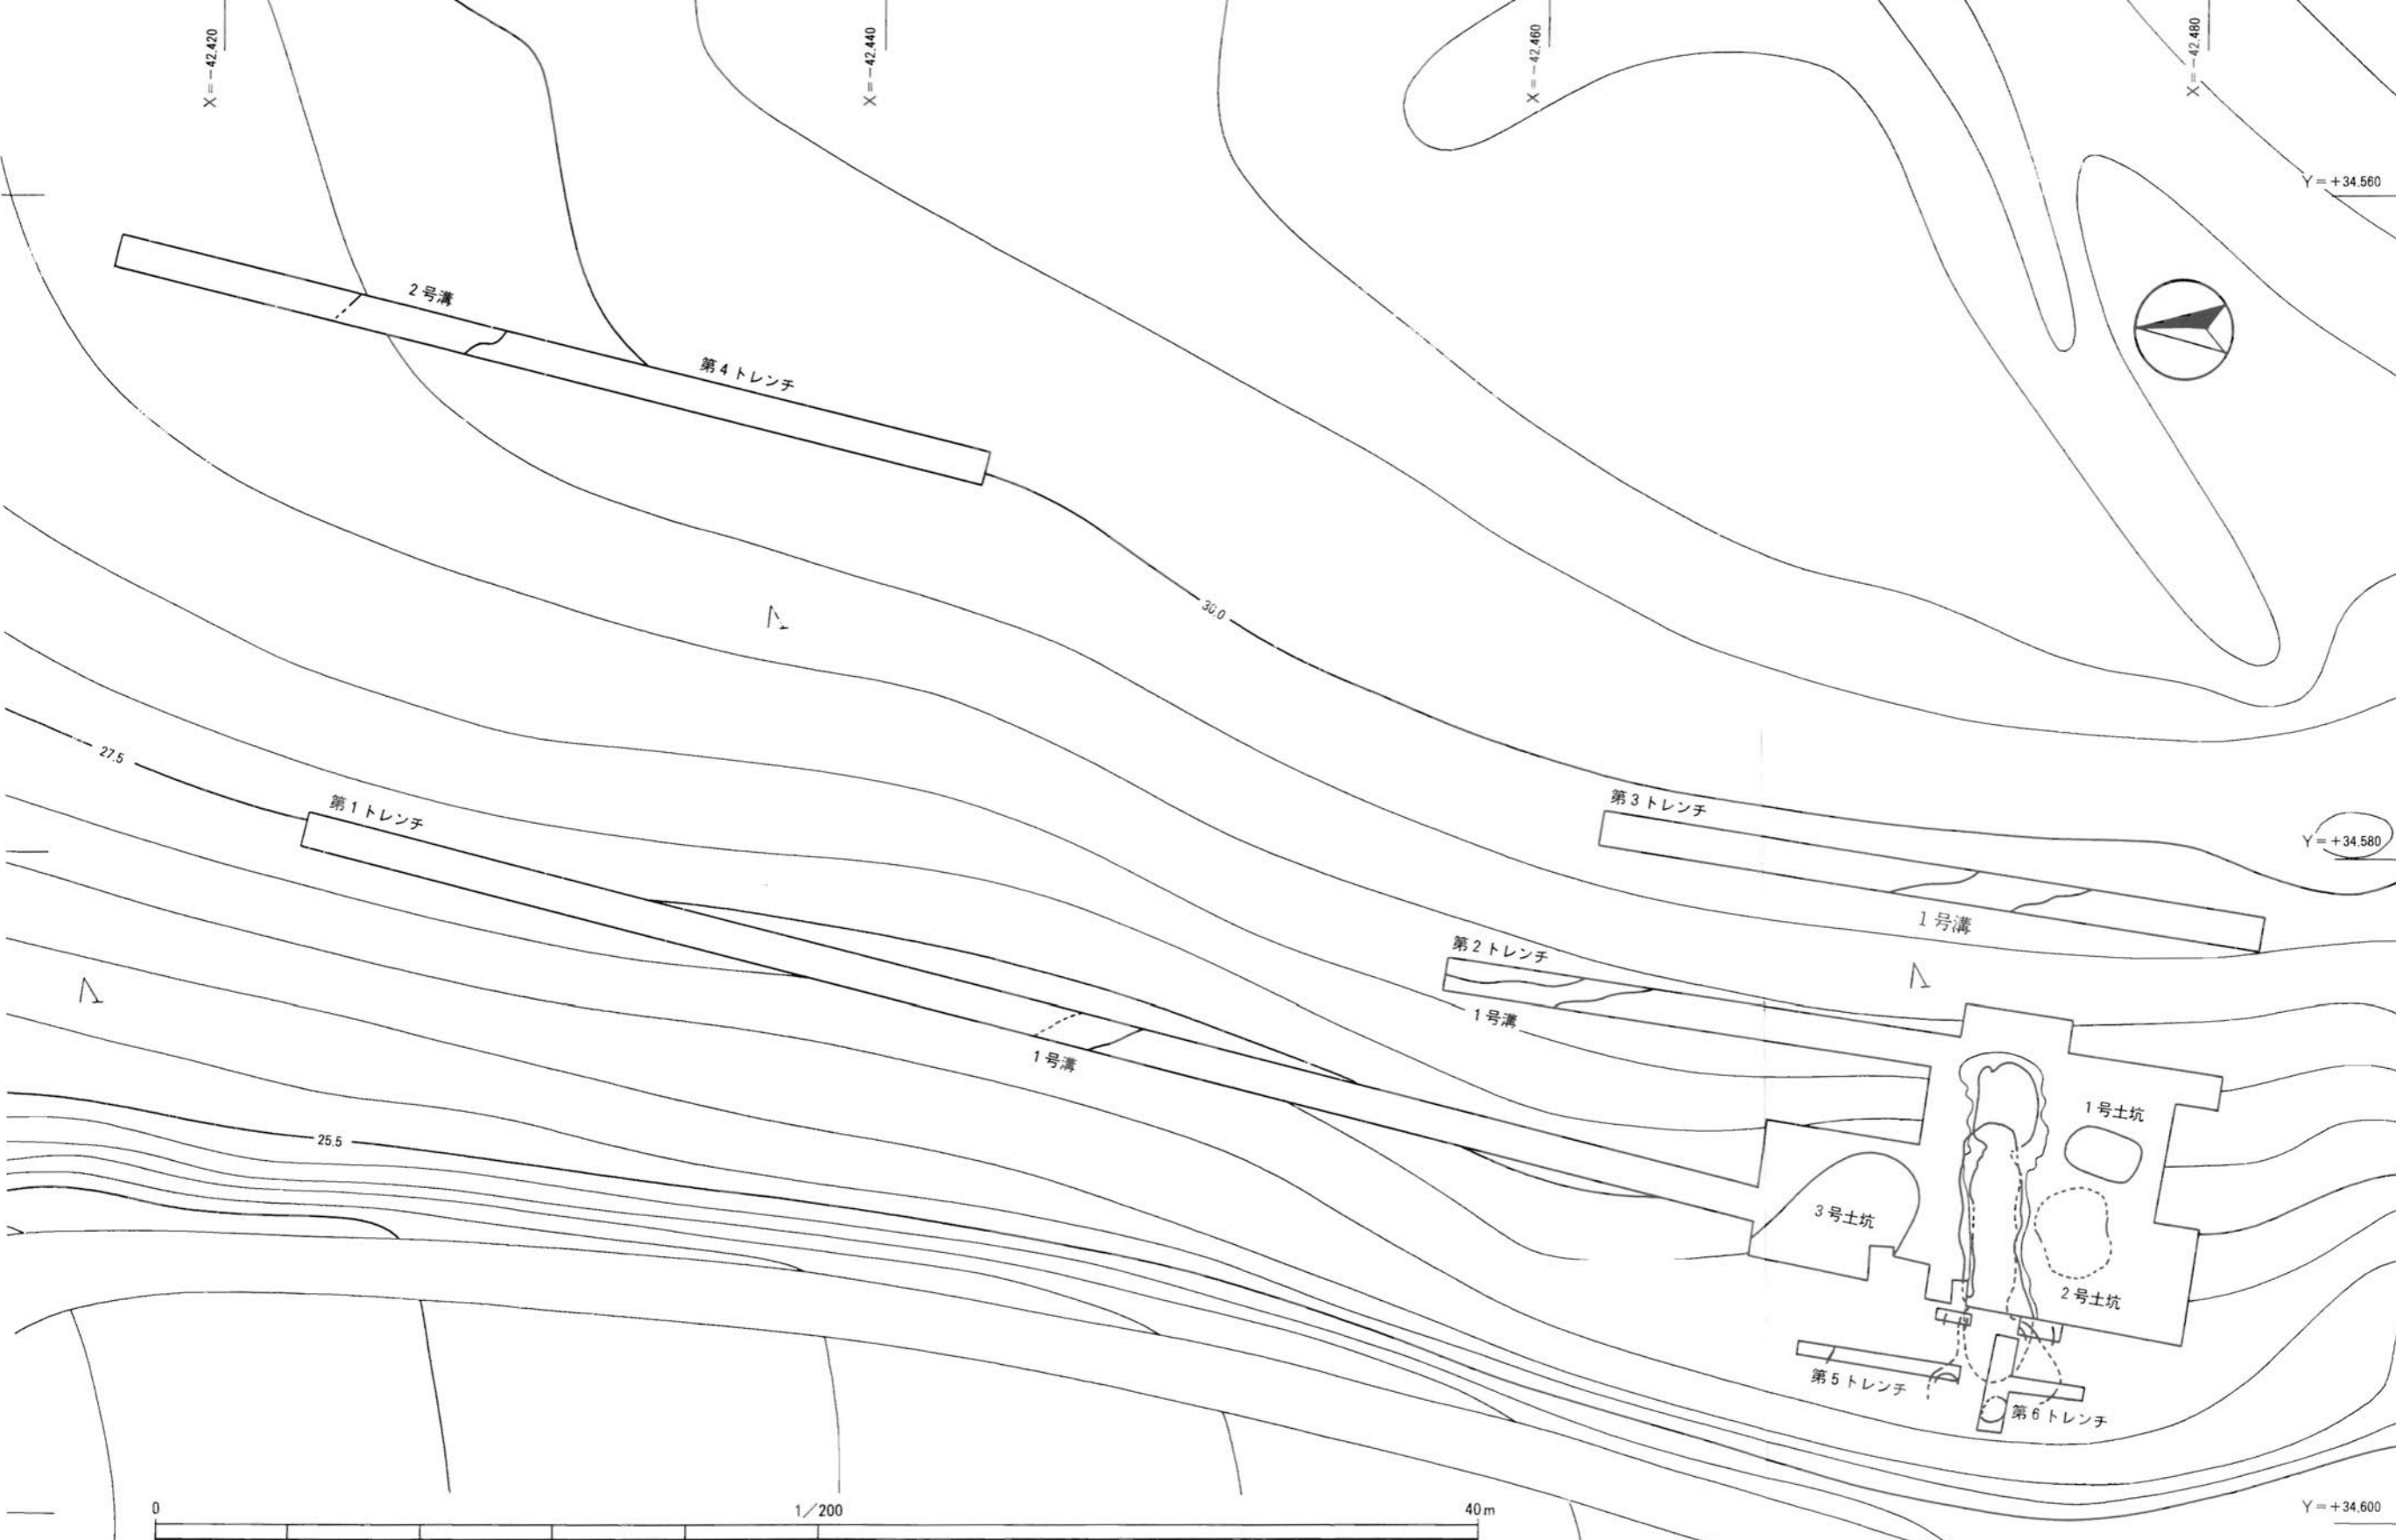 X=-42.420
X=-42.440
X=-42.460
X=-42.480
Y=+34.560
2号溝
第4トレンチ
30.0
27.5
第1トレンチ
第3トレンチ
Y=+34.580
1号溝
第2トレンチ
1号溝
1号溝
1号土坑
25.5
3号土坑
2号土坑
第5トレンチ
第6トレンチ
0
1/200
40m
Y=+34.600